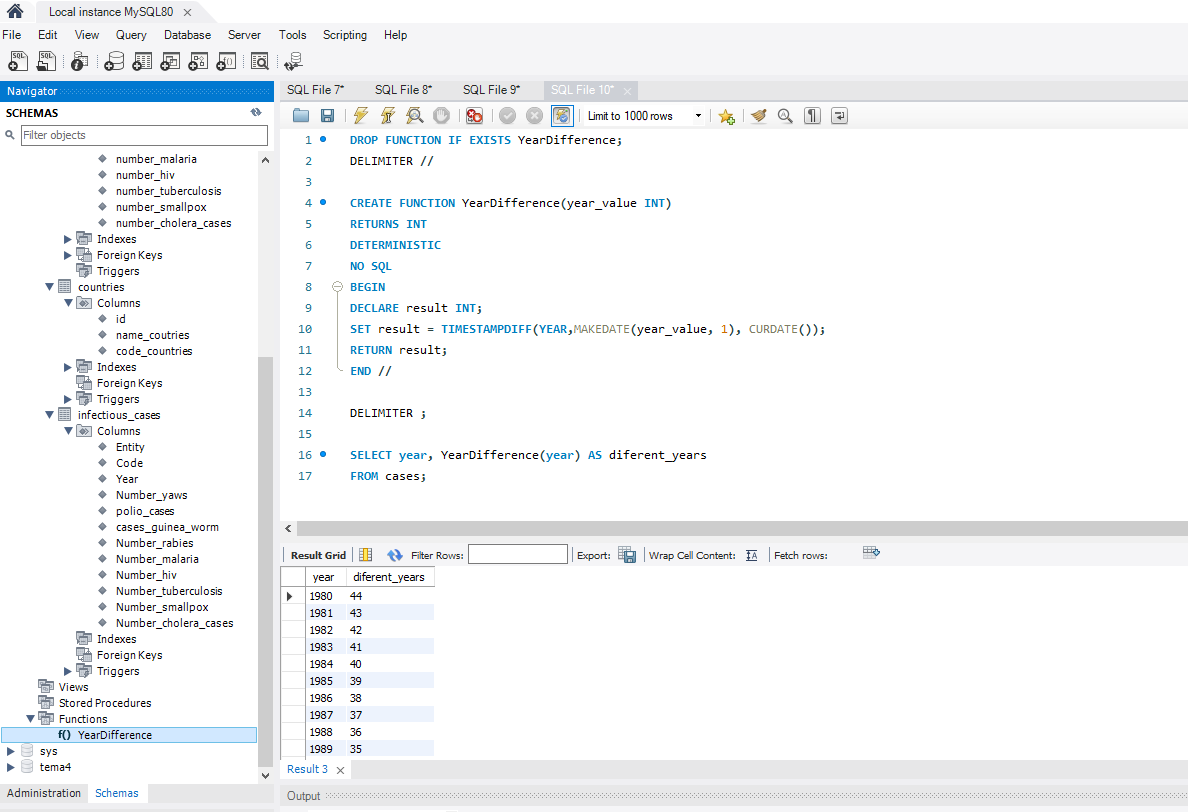 Local instance MySQL80
File Edit View Query Database Server Tools Scripting Help
Navigator
SCHEMAS
Filter objects
number_malaria
number_hiv
number_tuberculosis
number_smallpox
number_cholera_cases
Indexes
Foreign Keys
Triggers
countries
Columns
id
name_coutries
code_countries
Indexes
Foreign Keys
Triggers
infectious_cases
Columns
Entity
Code
Year
Number_yaws
polio_cases
cases_guinea_worm
Number_rabies
Number_malaria
Number_hiv
Number_tuberculosis
Number_smallpox
Number_cholera_cases
Indexes
Foreign Keys
Triggers
Views
Stored Procedures
Functions
f() YearDifference
sys
tema4
Administration Schemas
SQL File 7* SQL File 8* SQL File 9* SQL File 10*
Limit to 1000 rows
1 DROP FUNCTION IF EXISTS YearDifference;
2 DELIMITER //
3
4 CREATE FUNCTION YearDifference(year_value INT)
5 RETURNS INT
6 DETERMINISTIC
7 NO SQL
8 BEGIN
9 DECLARE result INT;
10 SET result = TIMESTAMPDIFF(YEAR,MAKEDATE(year_value, 1), CURDATE());
11 RETURN result;
12 END //
13
14 DELIMITER ;
15
16 SELECT year, YearDifference(year) AS diferent_years
17 FROM cases;
Result Grid Filter Rows: Export: Wrap Cell Content: Fetch rows:
year diferent_years
1980 44
1981 43
1982 42
1983 41
1984 40
1985 39
1986 38
1987 37
1988 36
1989 35
Result 3
Output